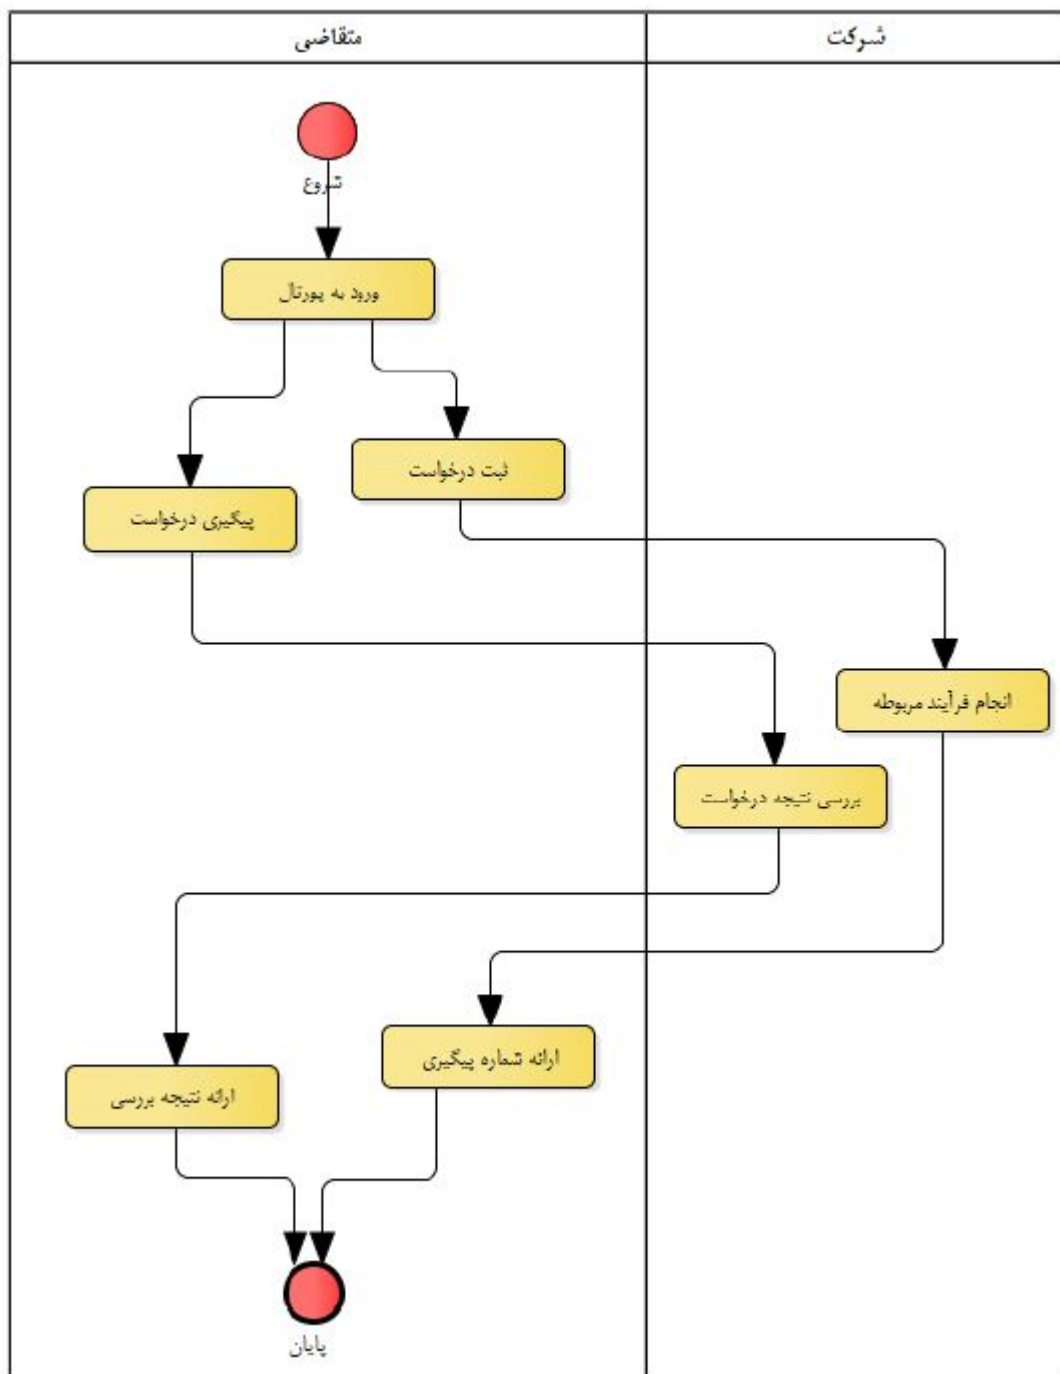 شرکت
متقاضی
شروع
ورود به پورتال
ثبت درخواست
پیگیری درخواست
انجام فرآیند مربوطه
بررسی نتیجه درخواست
ارائه شماره پیگیری
ارائه نتیجه بررسی
پایان